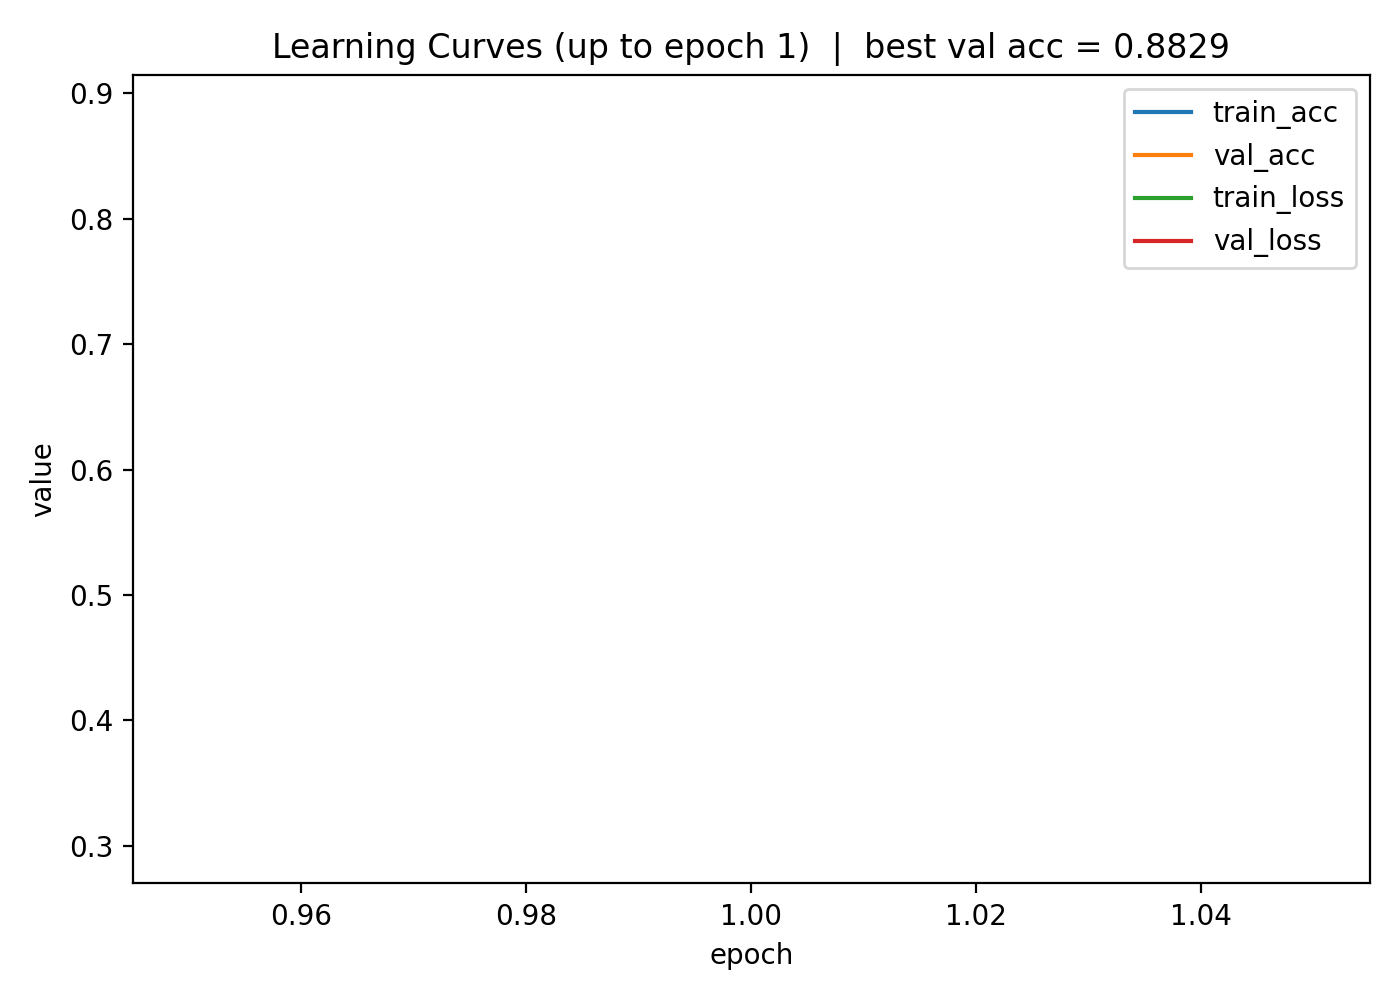 Learning Curves (up to epoch 1) | best val acc = 0.8829
train_acc
val_acc
train_loss
val_loss
0.9
0.8
0.7
0.6
0.5
0.4
0.3
value
0.96 0.98 1.00 1.02 1.04
epoch